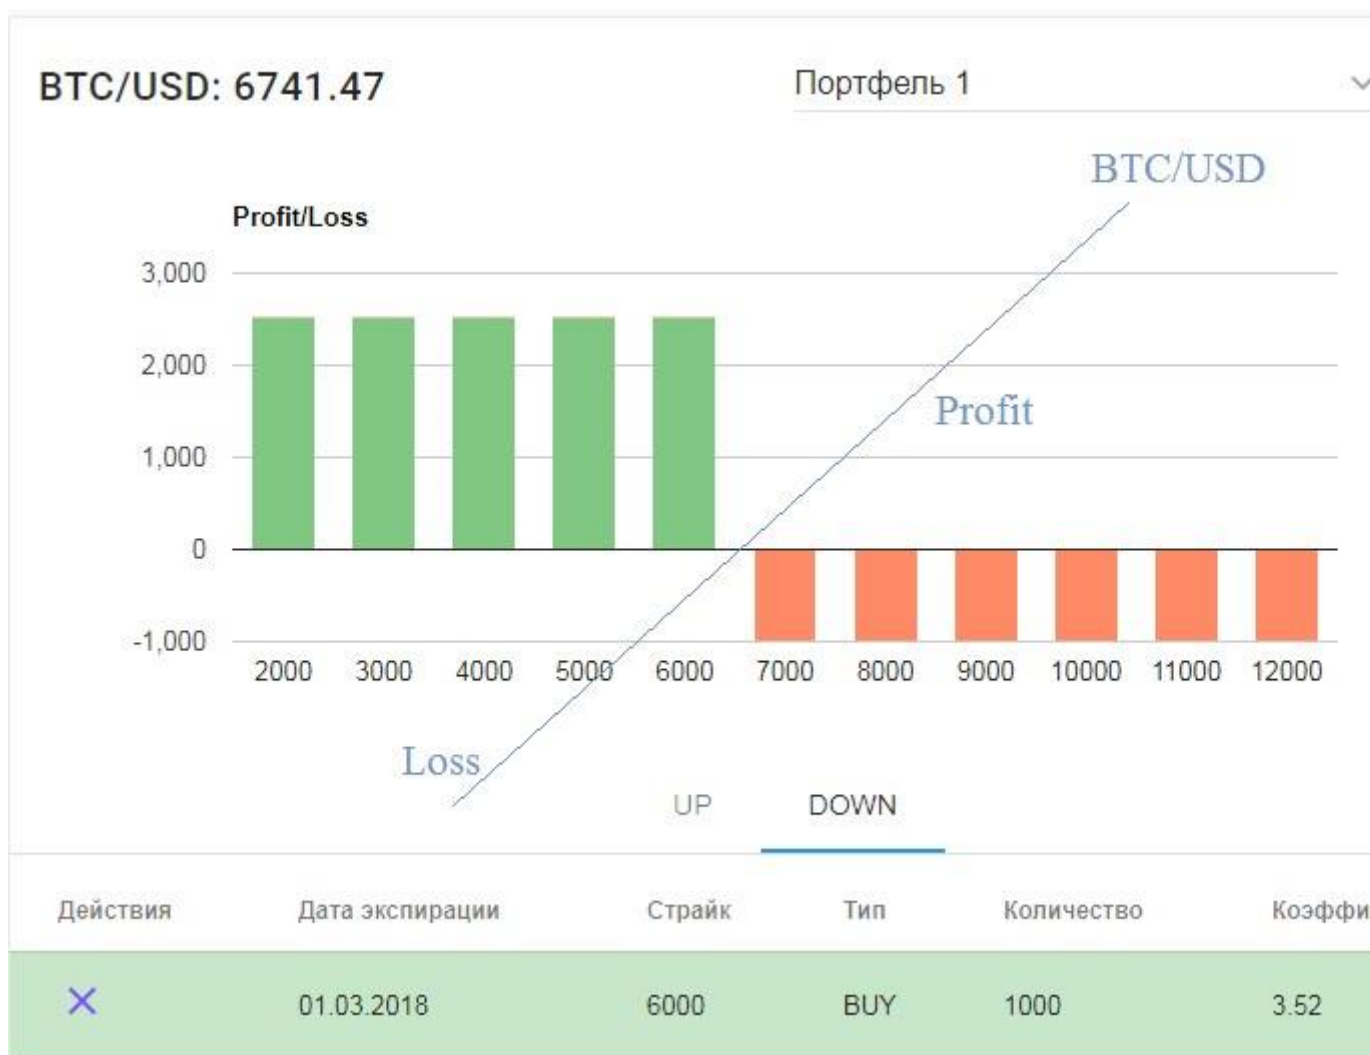 BTC/USD: 6741.47
Портфель 1
BTC/USD
Profit/Loss
3,000
2,000
Profit
1,000
0
-1,000
2000 3000 4000 5000 6000 7000 8000 9000 10000 11000 12000
Loss
UP DOWN
Действия Дата экспирации Страйк Тип Количество Коэффи
01.03.2018 6000 BUY 1000 3.52